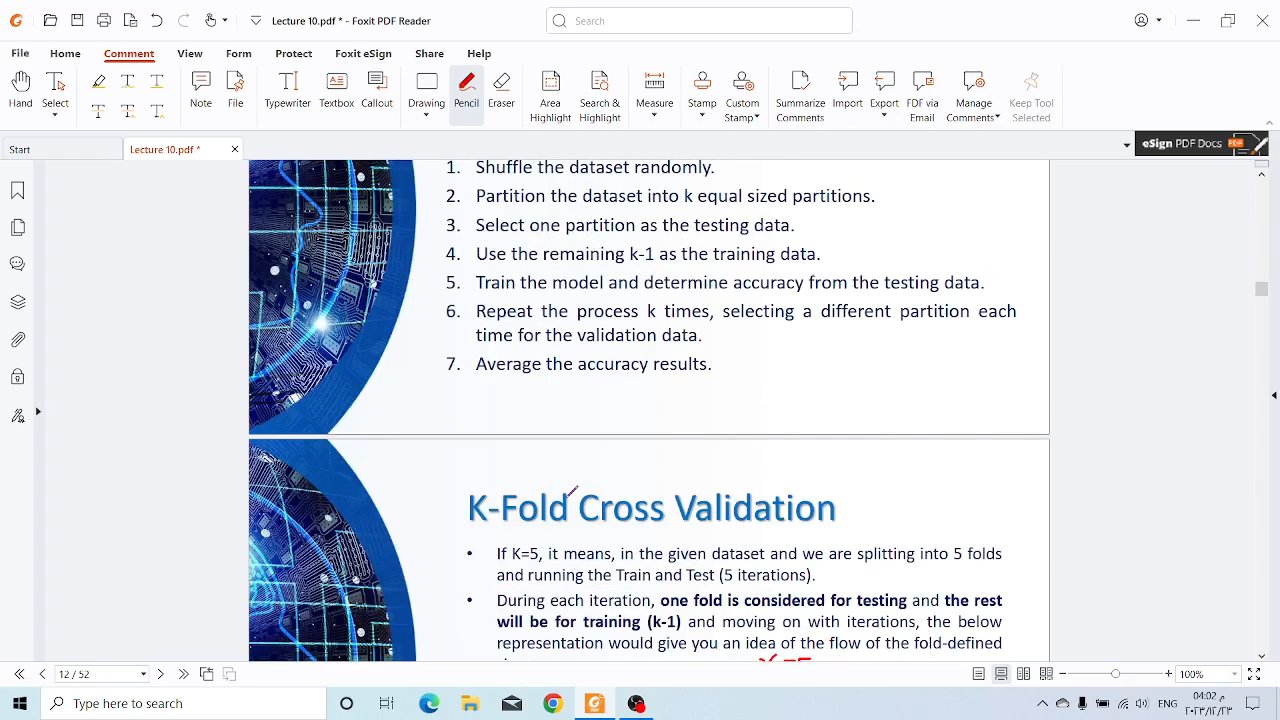 Lecture 10.pdf * - Foxit PDF Reader
Search
File Home Comment View Form Protect Foxit eSign Share Help
Hand Select Note File Typewriter Textbox Callout Drawing Pencil Eraser Area Highlight Search & Highlight Measure Stamp Custom Stamp Summarize Comments Import Export FDF via Email Manage Comments Keep Tool Selected
Start Lecture 10.pdf * eSign PDF Docs PDF
1. Shuffle the dataset randomly.
2. Partition the dataset into k equal sized partitions.
3. Select one partition as the testing data.
4. Use the remaining k-1 as the training data.
5. Train the model and determine accuracy from the testing data.
6. Repeat the process k times, selecting a different partition each
time for the validation data.
7. Average the accuracy results.
K-Fold Cross Validation
• If K=5, it means, in the given dataset and we are splitting into 5 folds
and running the Train and Test (5 iterations).
• During each iteration, one fold is considered for testing and the rest
will be for training (k-1) and moving on with iterations, the below
representation would give you an idea of the flow of the fold-defined
12 / 52 100%
Type here to search ENG ٠4:02